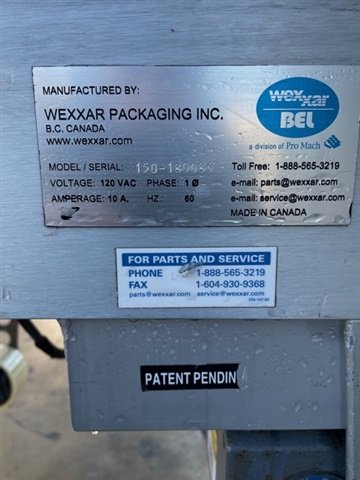 MANUFACTURED BY:
WEXXAR PACKAGING INC.
B.C. CANADA
www.wexxar.com
wexxar
BEL
a division of Pro Mach
MODEL / SERIAL:
Toll Free: 1-888-565-3219
VOLTAGE: 120 VAC PHASE: 1 Ø
e-mail: parts@wexxar.com
AMPERAGE: 10 A. HZ.: 60
e-mail: service@wexxar.com
MADE IN CANADA
FOR PARTS AND SERVICE
PHONE 1-888-565-3219
FAX 1-604-930-9368
parts@wexxar.com service@wexxar.com
PATENT PENDIN